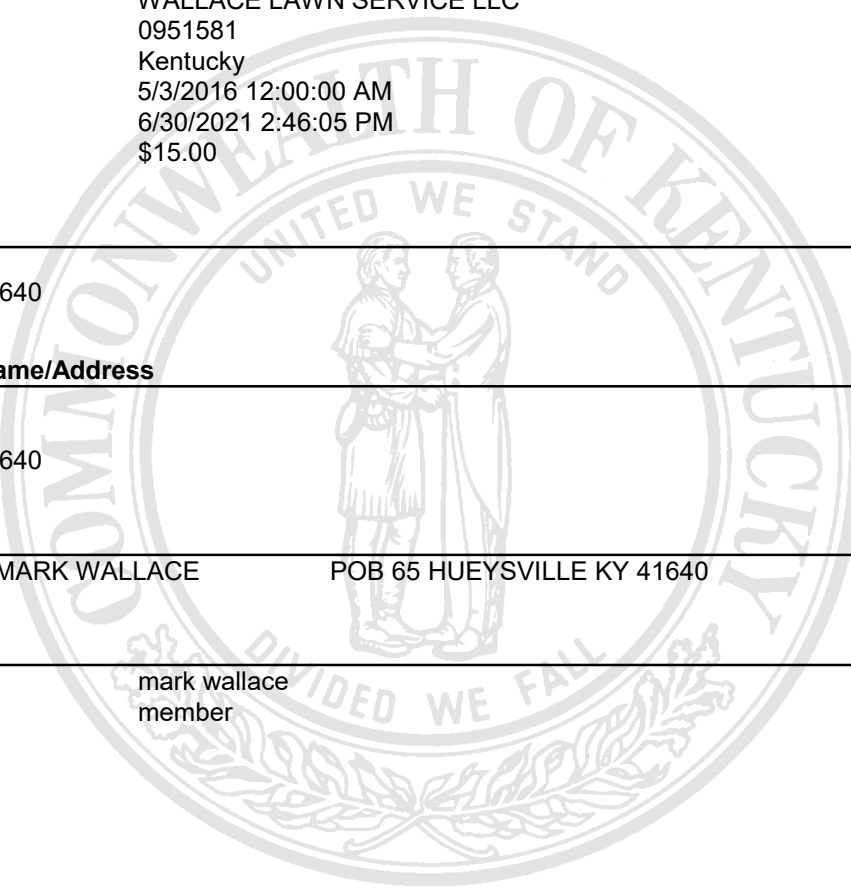 WALLACE LAWN SERVICE LLC
0951581
Kentucky
5/3/2016 12:00:00 AM
6/30/2021 2:46:05 PM
$15.00
COMMONWEALTH OF KENTUCKY
UNITED WE STAND
640
ame/Address
640
MARK WALLACE POB 65 HUEYSVILLE KY 41640
DIVIDED WE FALL
mark wallace
member